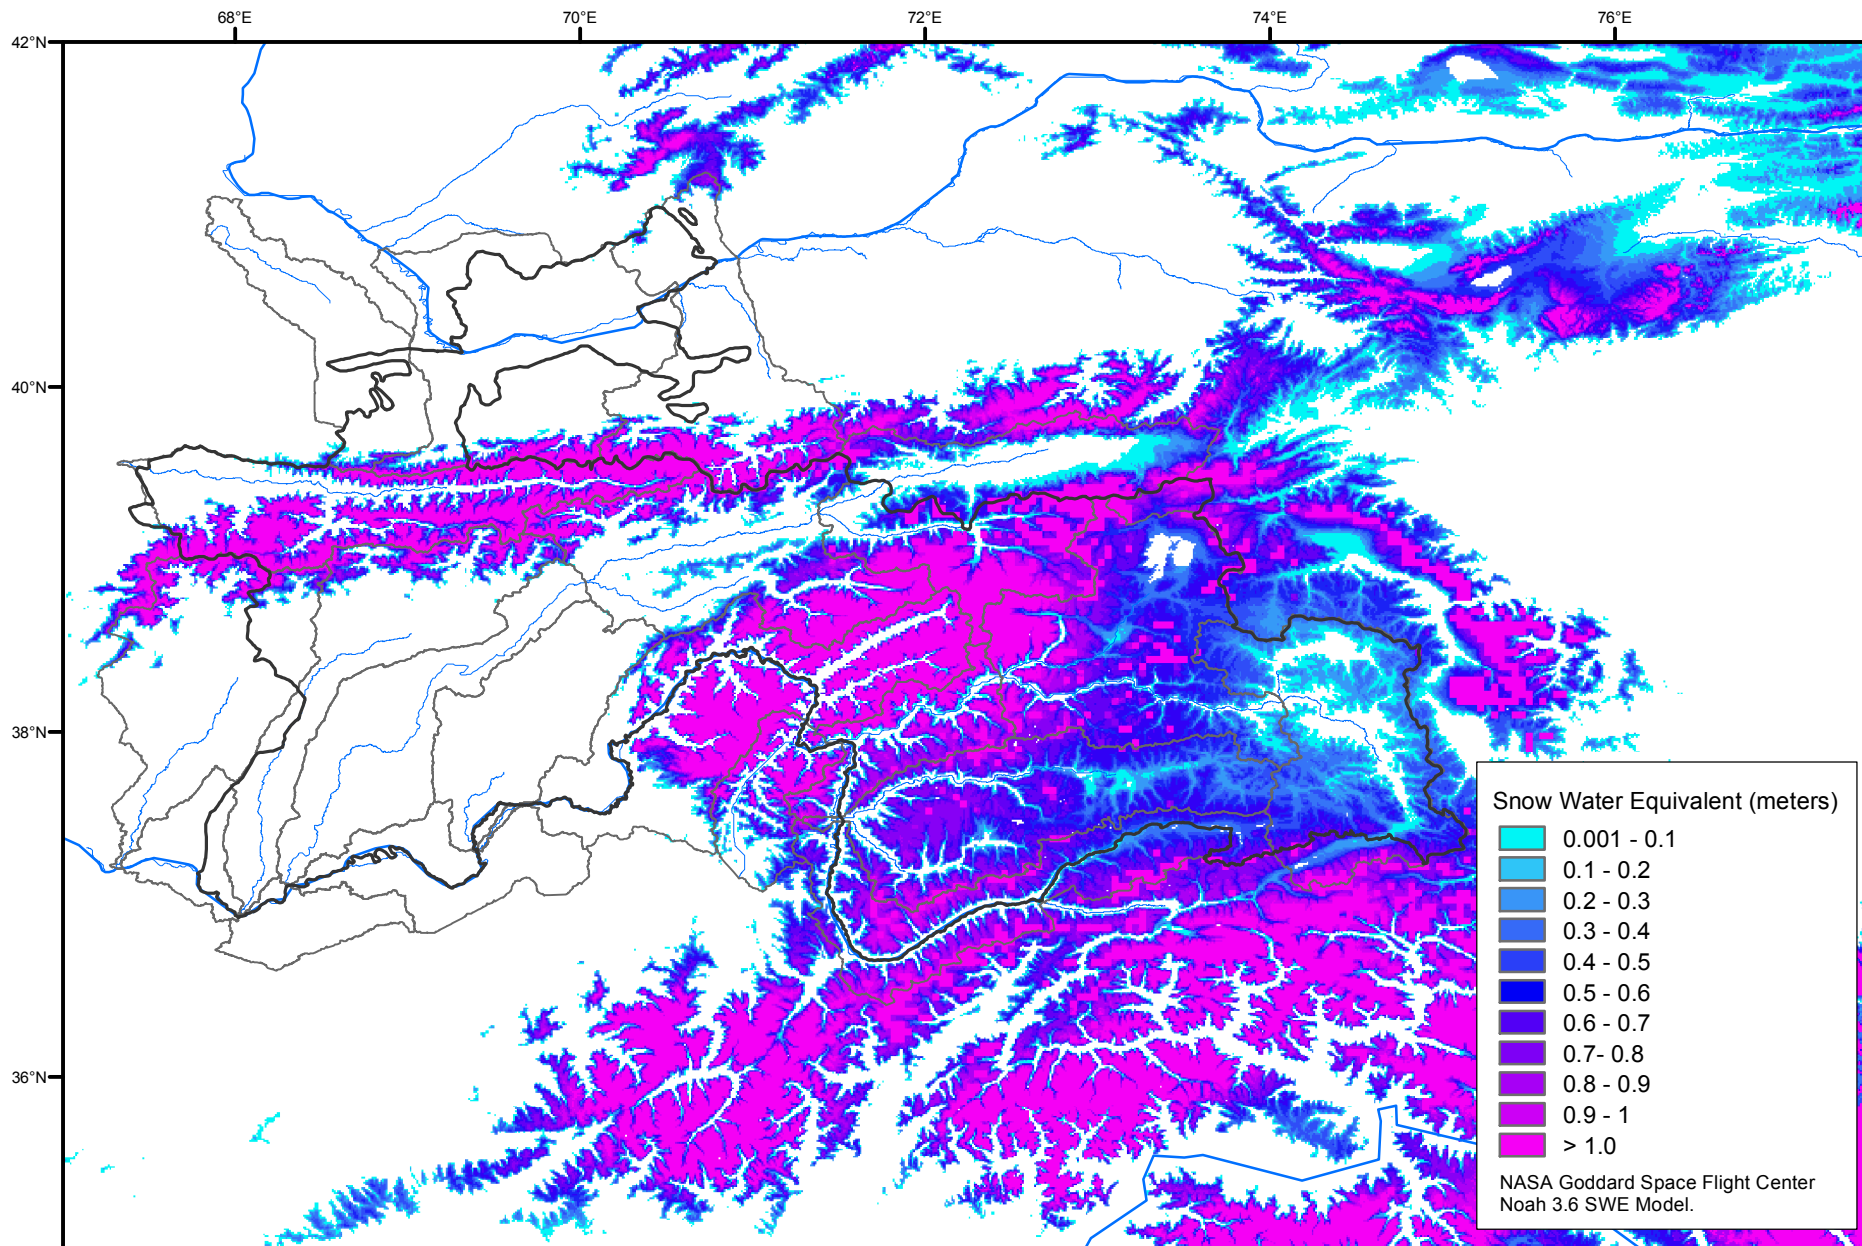 68°E 70°E 72°E 74°E 76°E
42°N
40°N
38°N
36°N
Snow Water Equivalent (meters)
0.001 - 0.1
0.1 - 0.2
0.2 - 0.3
0.3 - 0.4
0.4 - 0.5
0.5 - 0.6
0.6 - 0.7
0.7- 0.8
0.8 - 0.9
0.9 - 1
> 1.0
NASA Goddard Space Flight Center
Noah 3.6 SWE Model.